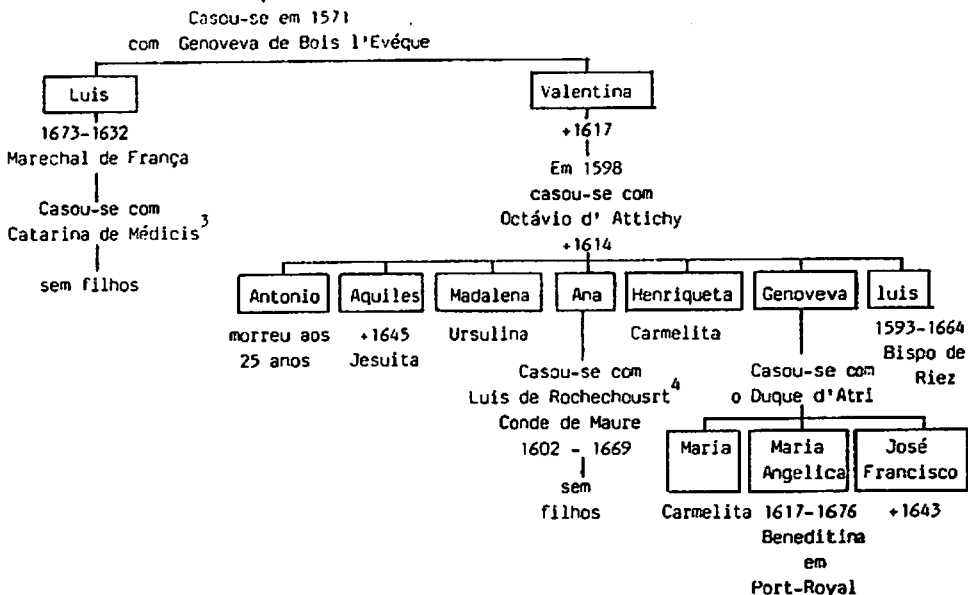 Casou-se em 1571
com Genoveva de Bois l'Evéque
Luis
Valentina
1673-1632
Marechal de França
+1617
Em 1598
casou-se com
Octávio d' Attichy
+1614
Casou-se com
Catarina de Médicis 3
sem filhos
Antonio
Aquiles
Madalena
Ana
Henriqueta
Genoveva
luis
morreu aos
25 anos
+1645
Jesuita
Ursulina
Carmelita
1593-1664
Bispo de
Riez
Casou-se com
Luis de Rochechousrt 4
Conde de Maure
1602 - 1669
sem
filhos
Casou-se com
o Duque d'Atri
Maria
Maria
Angelica
José
Francisco
Carmelita
1617-1676
Beneditina
em
Port-Royal
+1643